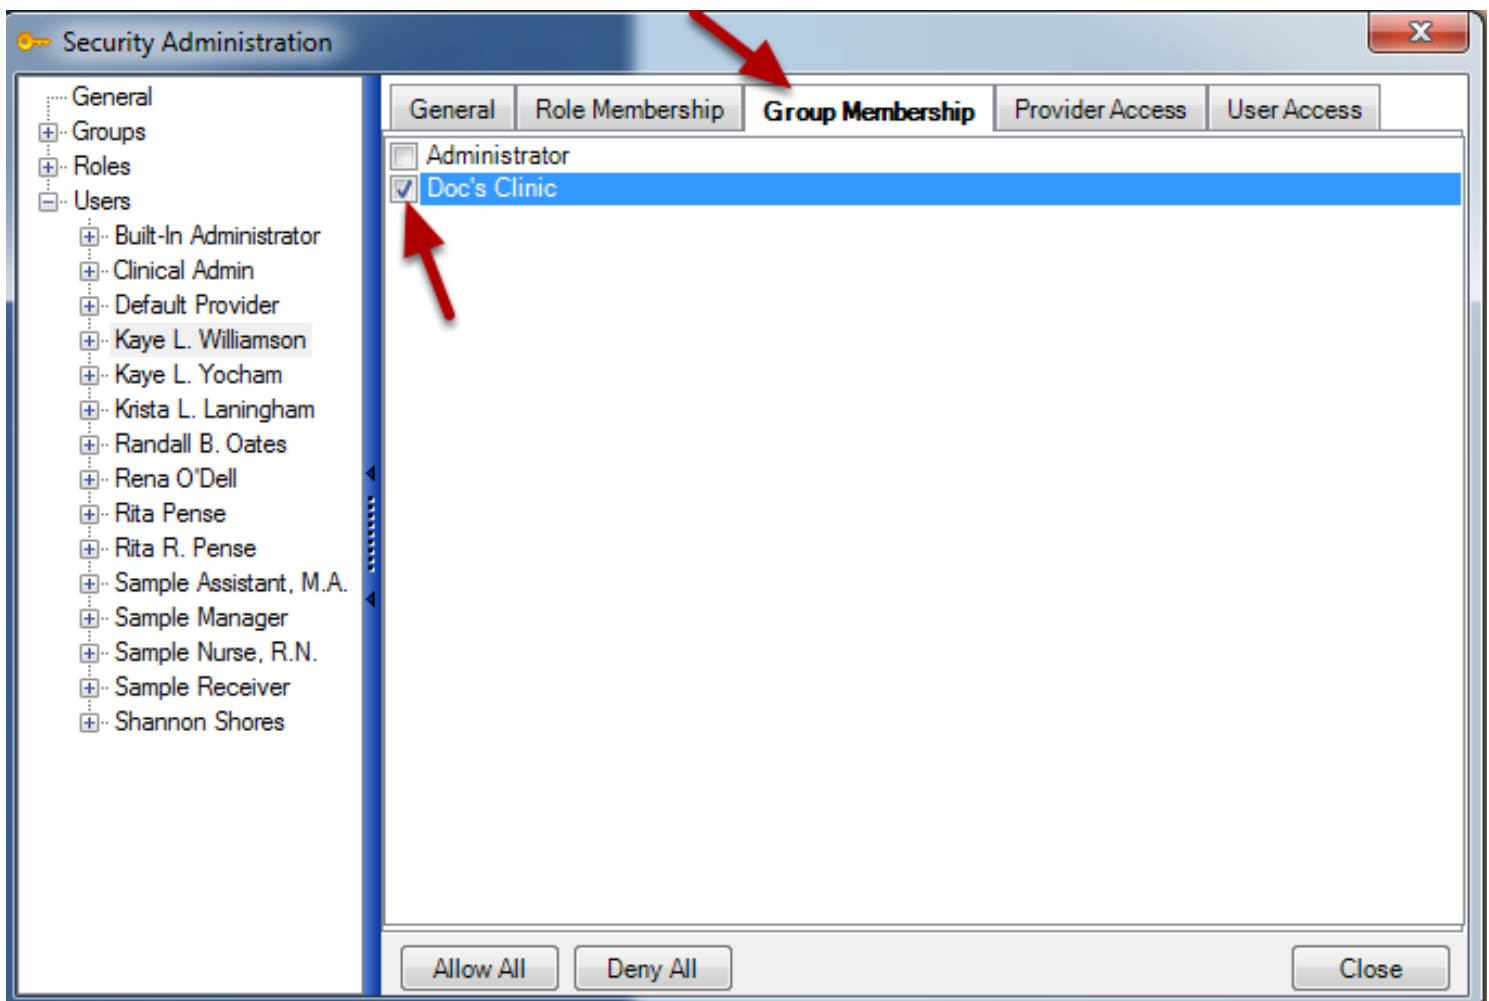 Security Administration
General
Groups
Roles
Users
Built-In Administrator
Clinical Admin
Default Provider
Kaye L. Williamson
Kaye L. Yocham
Krista L. Laningham
Randall B. Oates
Rena O'Dell
Rita Pense
Rita R. Pense
Sample Assistant, M.A.
Sample Manager
Sample Nurse, R.N.
Sample Receiver
Shannon Shores
General Role Membership Group Membership Provider Access User Access
Administrator
Doc's Clinic
Allow All Deny All Close